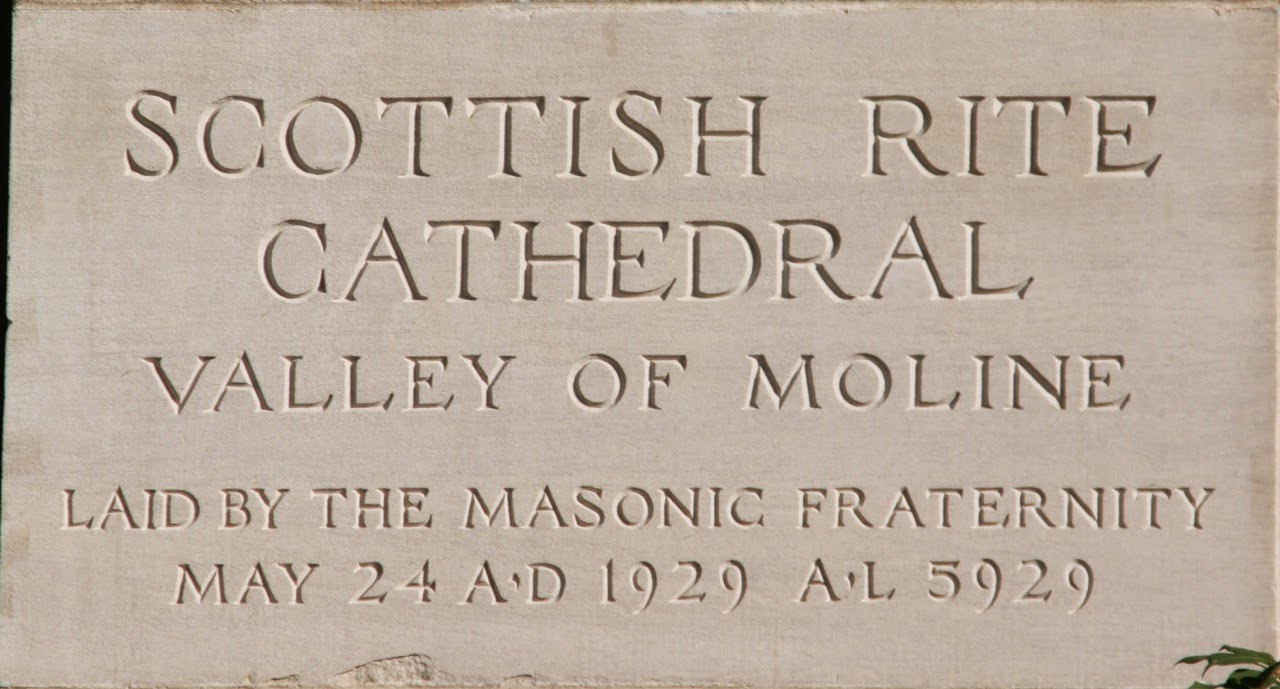 SCOTTISH RITE
CATHEDRAL
VALLEY OF MOLINE
LAID BY THE MASONIC FRATERNITY
MAY 24 A·D 1929 A·L 5929